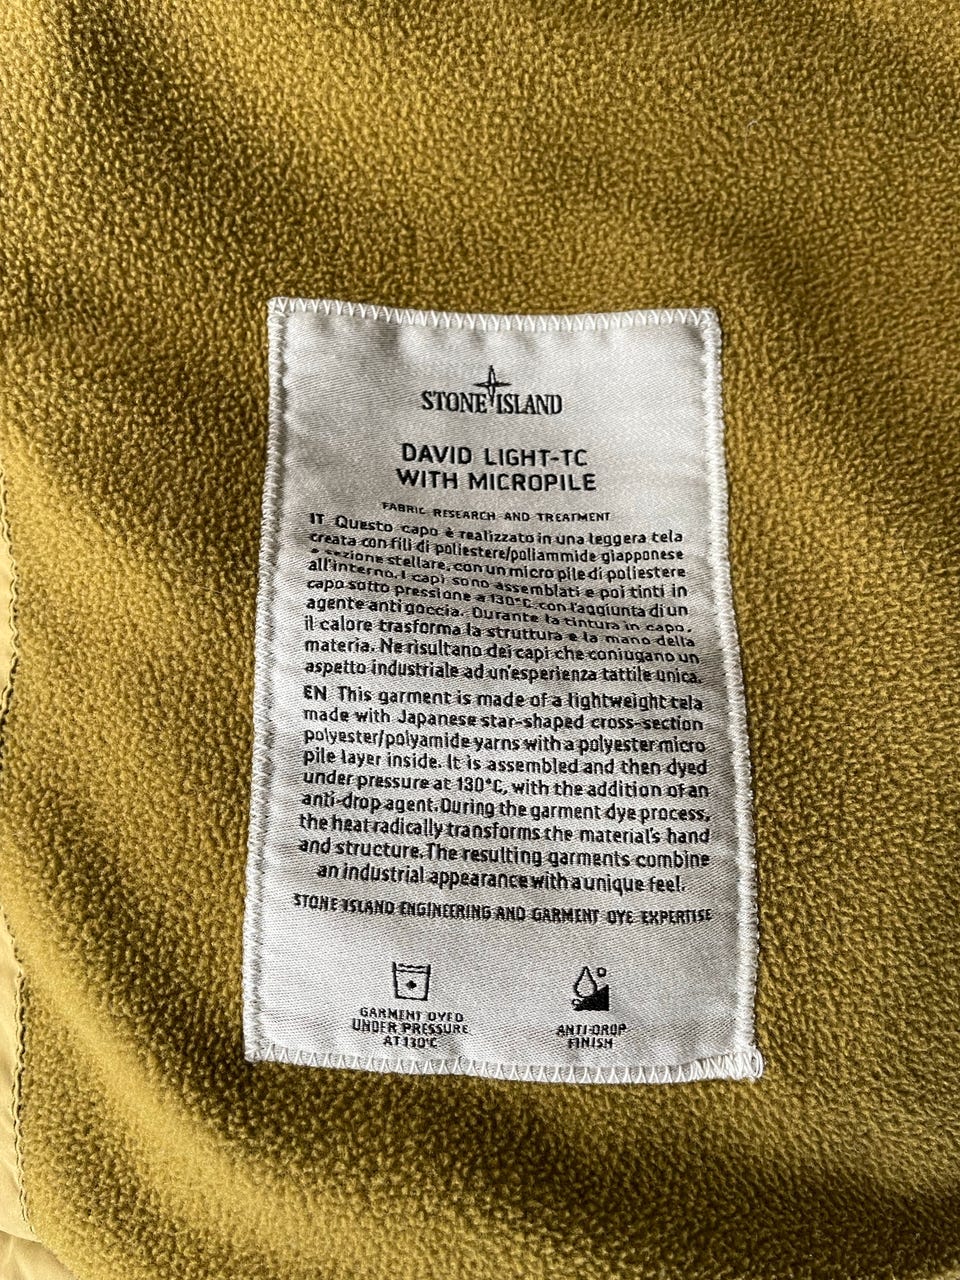 STONE ISLAND
DAVID LIGHT-TC
WITH MICROPILE
FABRIC RESEARCH AND TREATMENT
IT Questo capo è realizzato in una leggera tela
creata con fili di poliestere/poliammide giapponese
a sezione stellare, con un micro pile di poliestere
all'interno. I capi sono assemblati e poi tinti in
capo sotto pressione a 130°C, con l'aggiunta di un
agente anti goccia. Durante la tintura in capo,
il calore trasforma la struttura e la mano della
materia. Ne risultano dei capi che coniugano un
aspetto industriale ad un'esperienza tattile unica.
EN This garment is made of a lightweight tela
made with Japanese star-shaped cross-section
polyester/polyamide yarns with a polyester micro
pile layer inside. It is assembled and then dyed
under pressure at 130°C, with the addition of an
anti-drop agent. During the garment dye process,
the heat radically transforms the material's hand
and structure. The resulting garments combine
an industrial appearance with a unique feel.
STONE ISLAND ENGINEERING AND GARMENT DYE EXPERTISE
GARMENT DYED
UNDER PRESSURE
AT 130°C
ANTI-DROP
FINISH